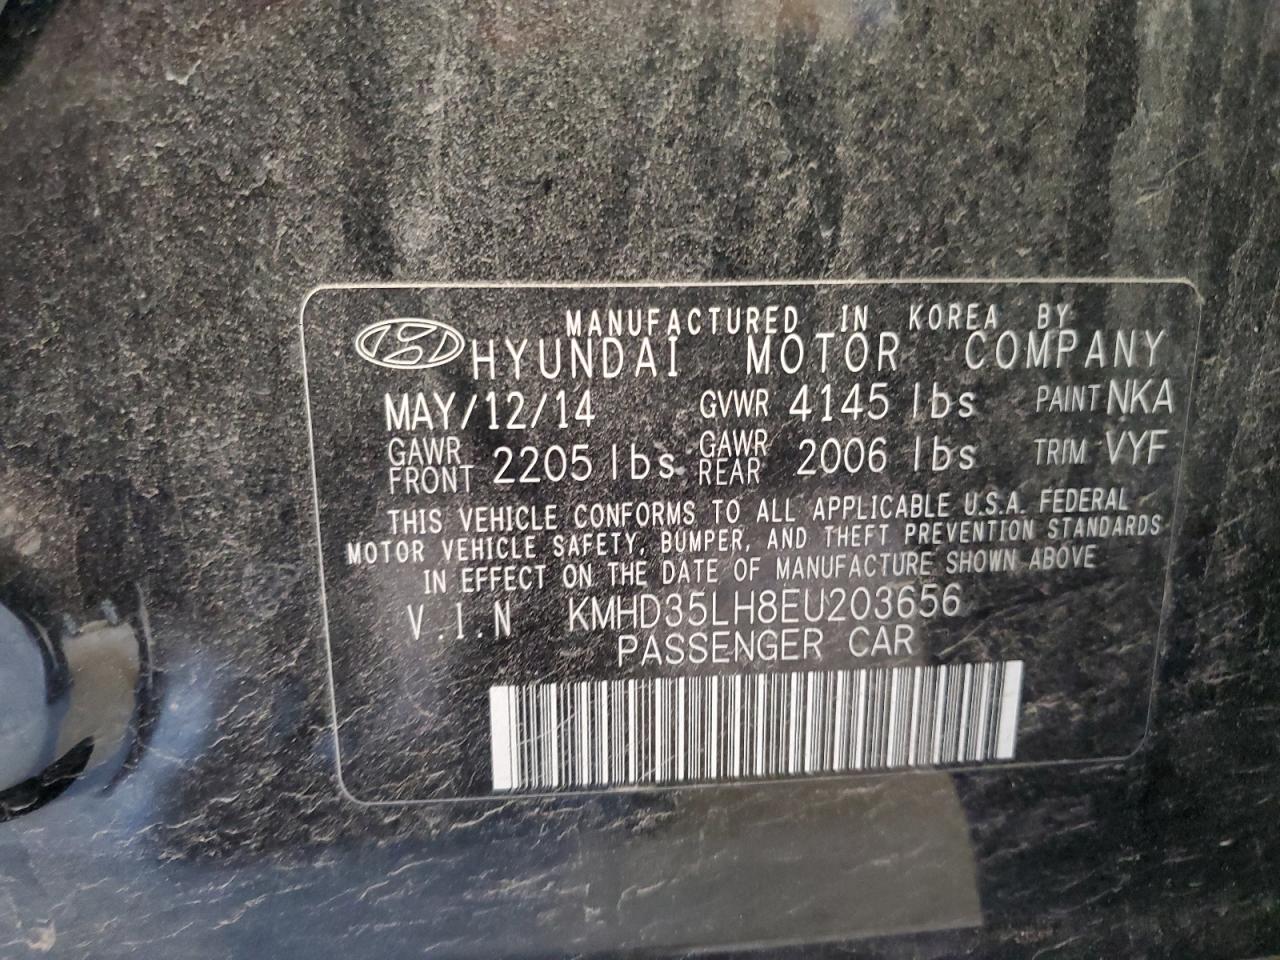 MANUFACTURED IN KOREA BY
HYUNDAI MOTOR COMPANY
MAY/12/14 GVWR 4145 lbs PAINT NKA
GAWR FRONT 2205 lbs GAWR REAR 2006 lbs TRIM VYF
THIS VEHICLE CONFORMS TO ALL APPLICABLE U.S.A. FEDERAL
MOTOR VEHICLE SAFETY, BUMPER, AND THEFT PREVENTION STANDARDS
IN EFFECT ON THE DATE OF MANUFACTURE SHOWN ABOVE
V.I.N KMHD35LH8EU203656
PASSENGER CAR